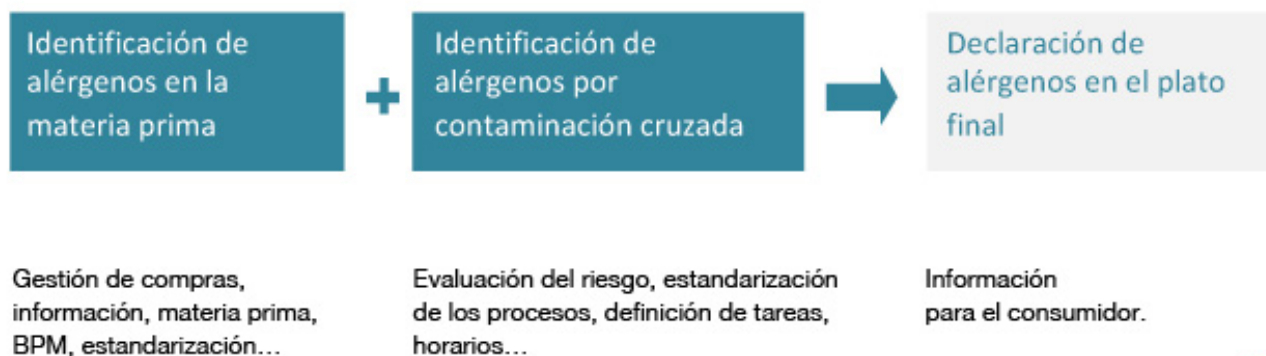 Identificación de
alérgenos en la
materia prima
+
Identificación de
alérgenos por
contaminación cruzada
Declaración de
alérgenos en el plato
final
Gestión de compras,
información, materia prima,
BPM, estandarización...
Evaluación del riesgo, estandarización
de los procesos, definición de tareas,
horarios...
Información
para el consumidor.